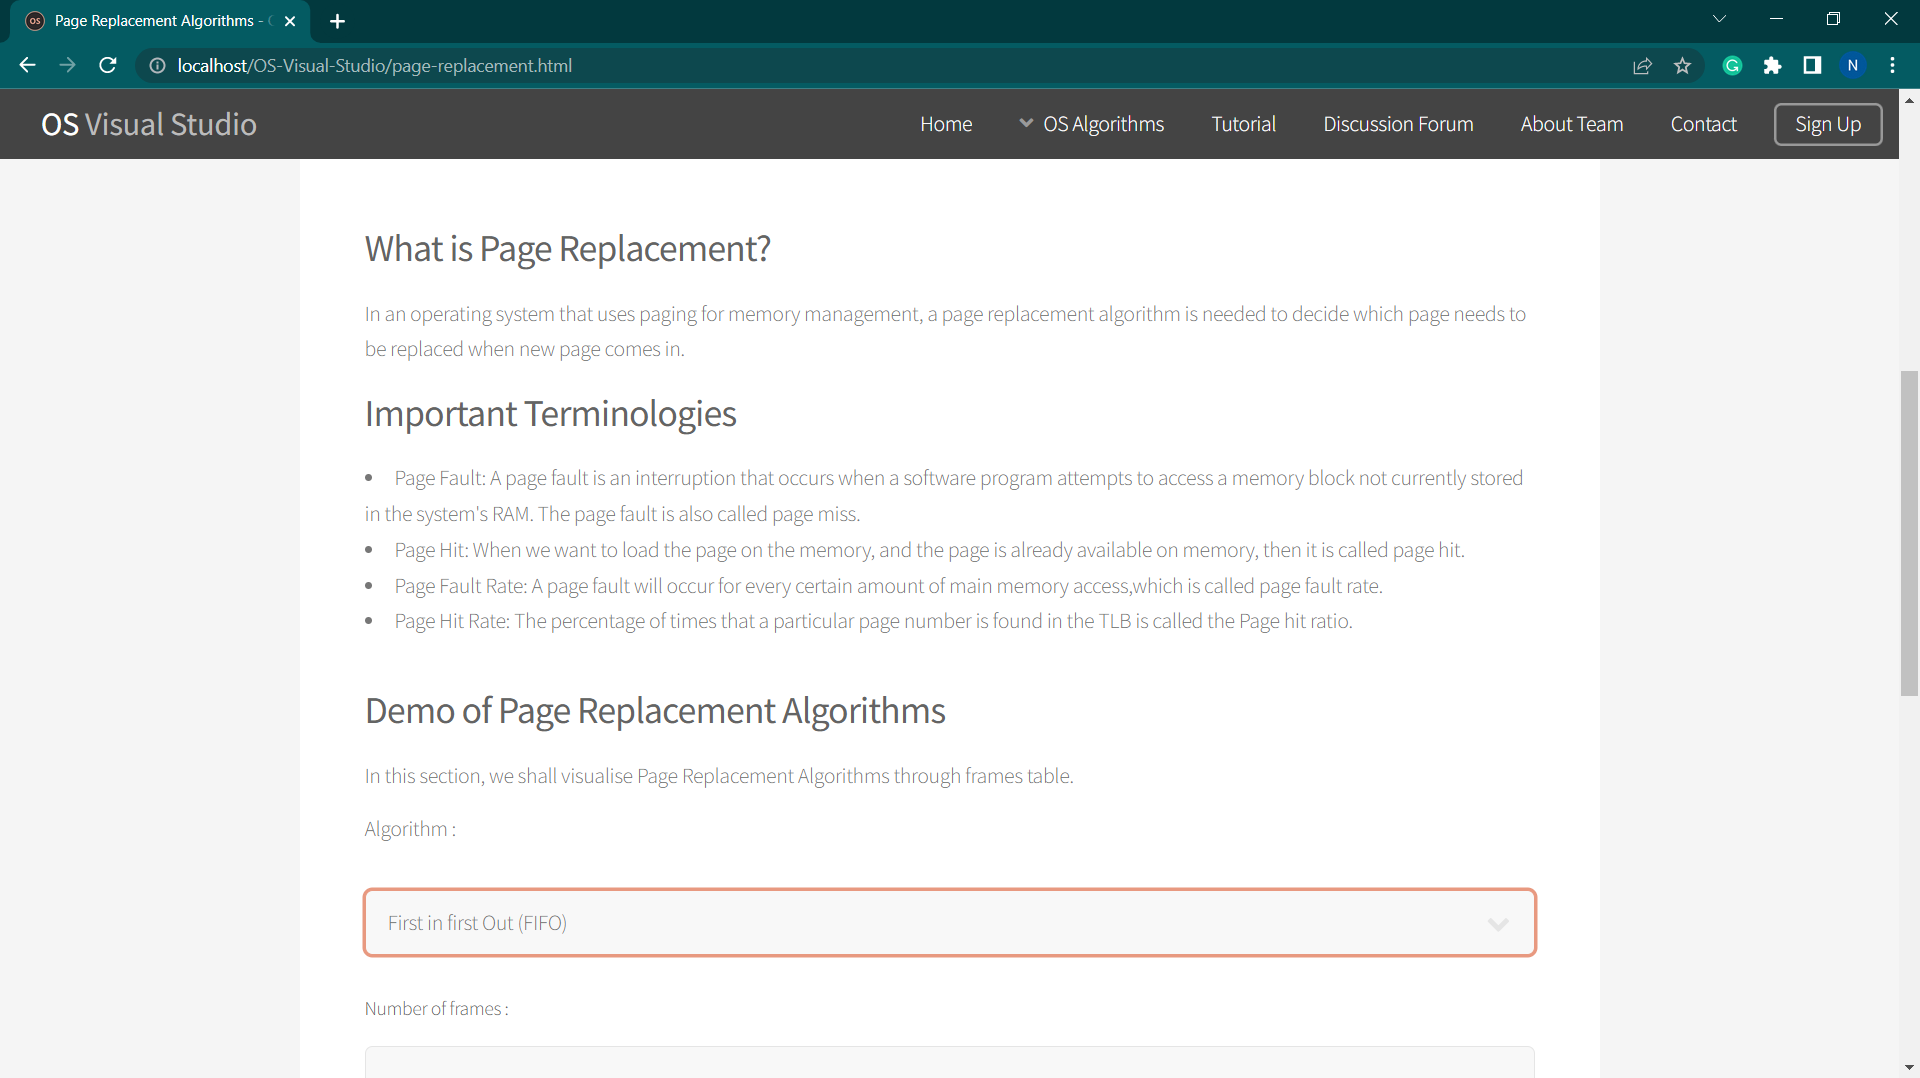 Page Replacement Algorithms -
localhost/OS-Visual-Studio/page-replacement.html
N
OS Visual Studio
Home
OS Algorithms
Tutorial
Discussion Forum
About Team
Contact
Sign Up
What is Page Replacement?
In an operating system that uses paging for memory management, a page replacement algorithm is needed to decide which page needs to
be replaced when new page comes in.
Important Terminologies
• Page Fault: A page fault is an interruption that occurs when a software program attempts to access a memory block not currently stored
in the system's RAM. The page fault is also called page miss.
• Page Hit: When we want to load the page on the memory, and the page is already available on memory, then it is called page hit.
• Page Fault Rate: A page fault will occur for every certain amount of main memory access,which is called page fault rate.
• Page Hit Rate: The percentage of times that a particular page number is found in the TLB is called the Page hit ratio.
Demo of Page Replacement Algorithms
In this section, we shall visualise Page Replacement Algorithms through frames table.
Algorithm :
First in first Out (FIFO)
Number of frames :